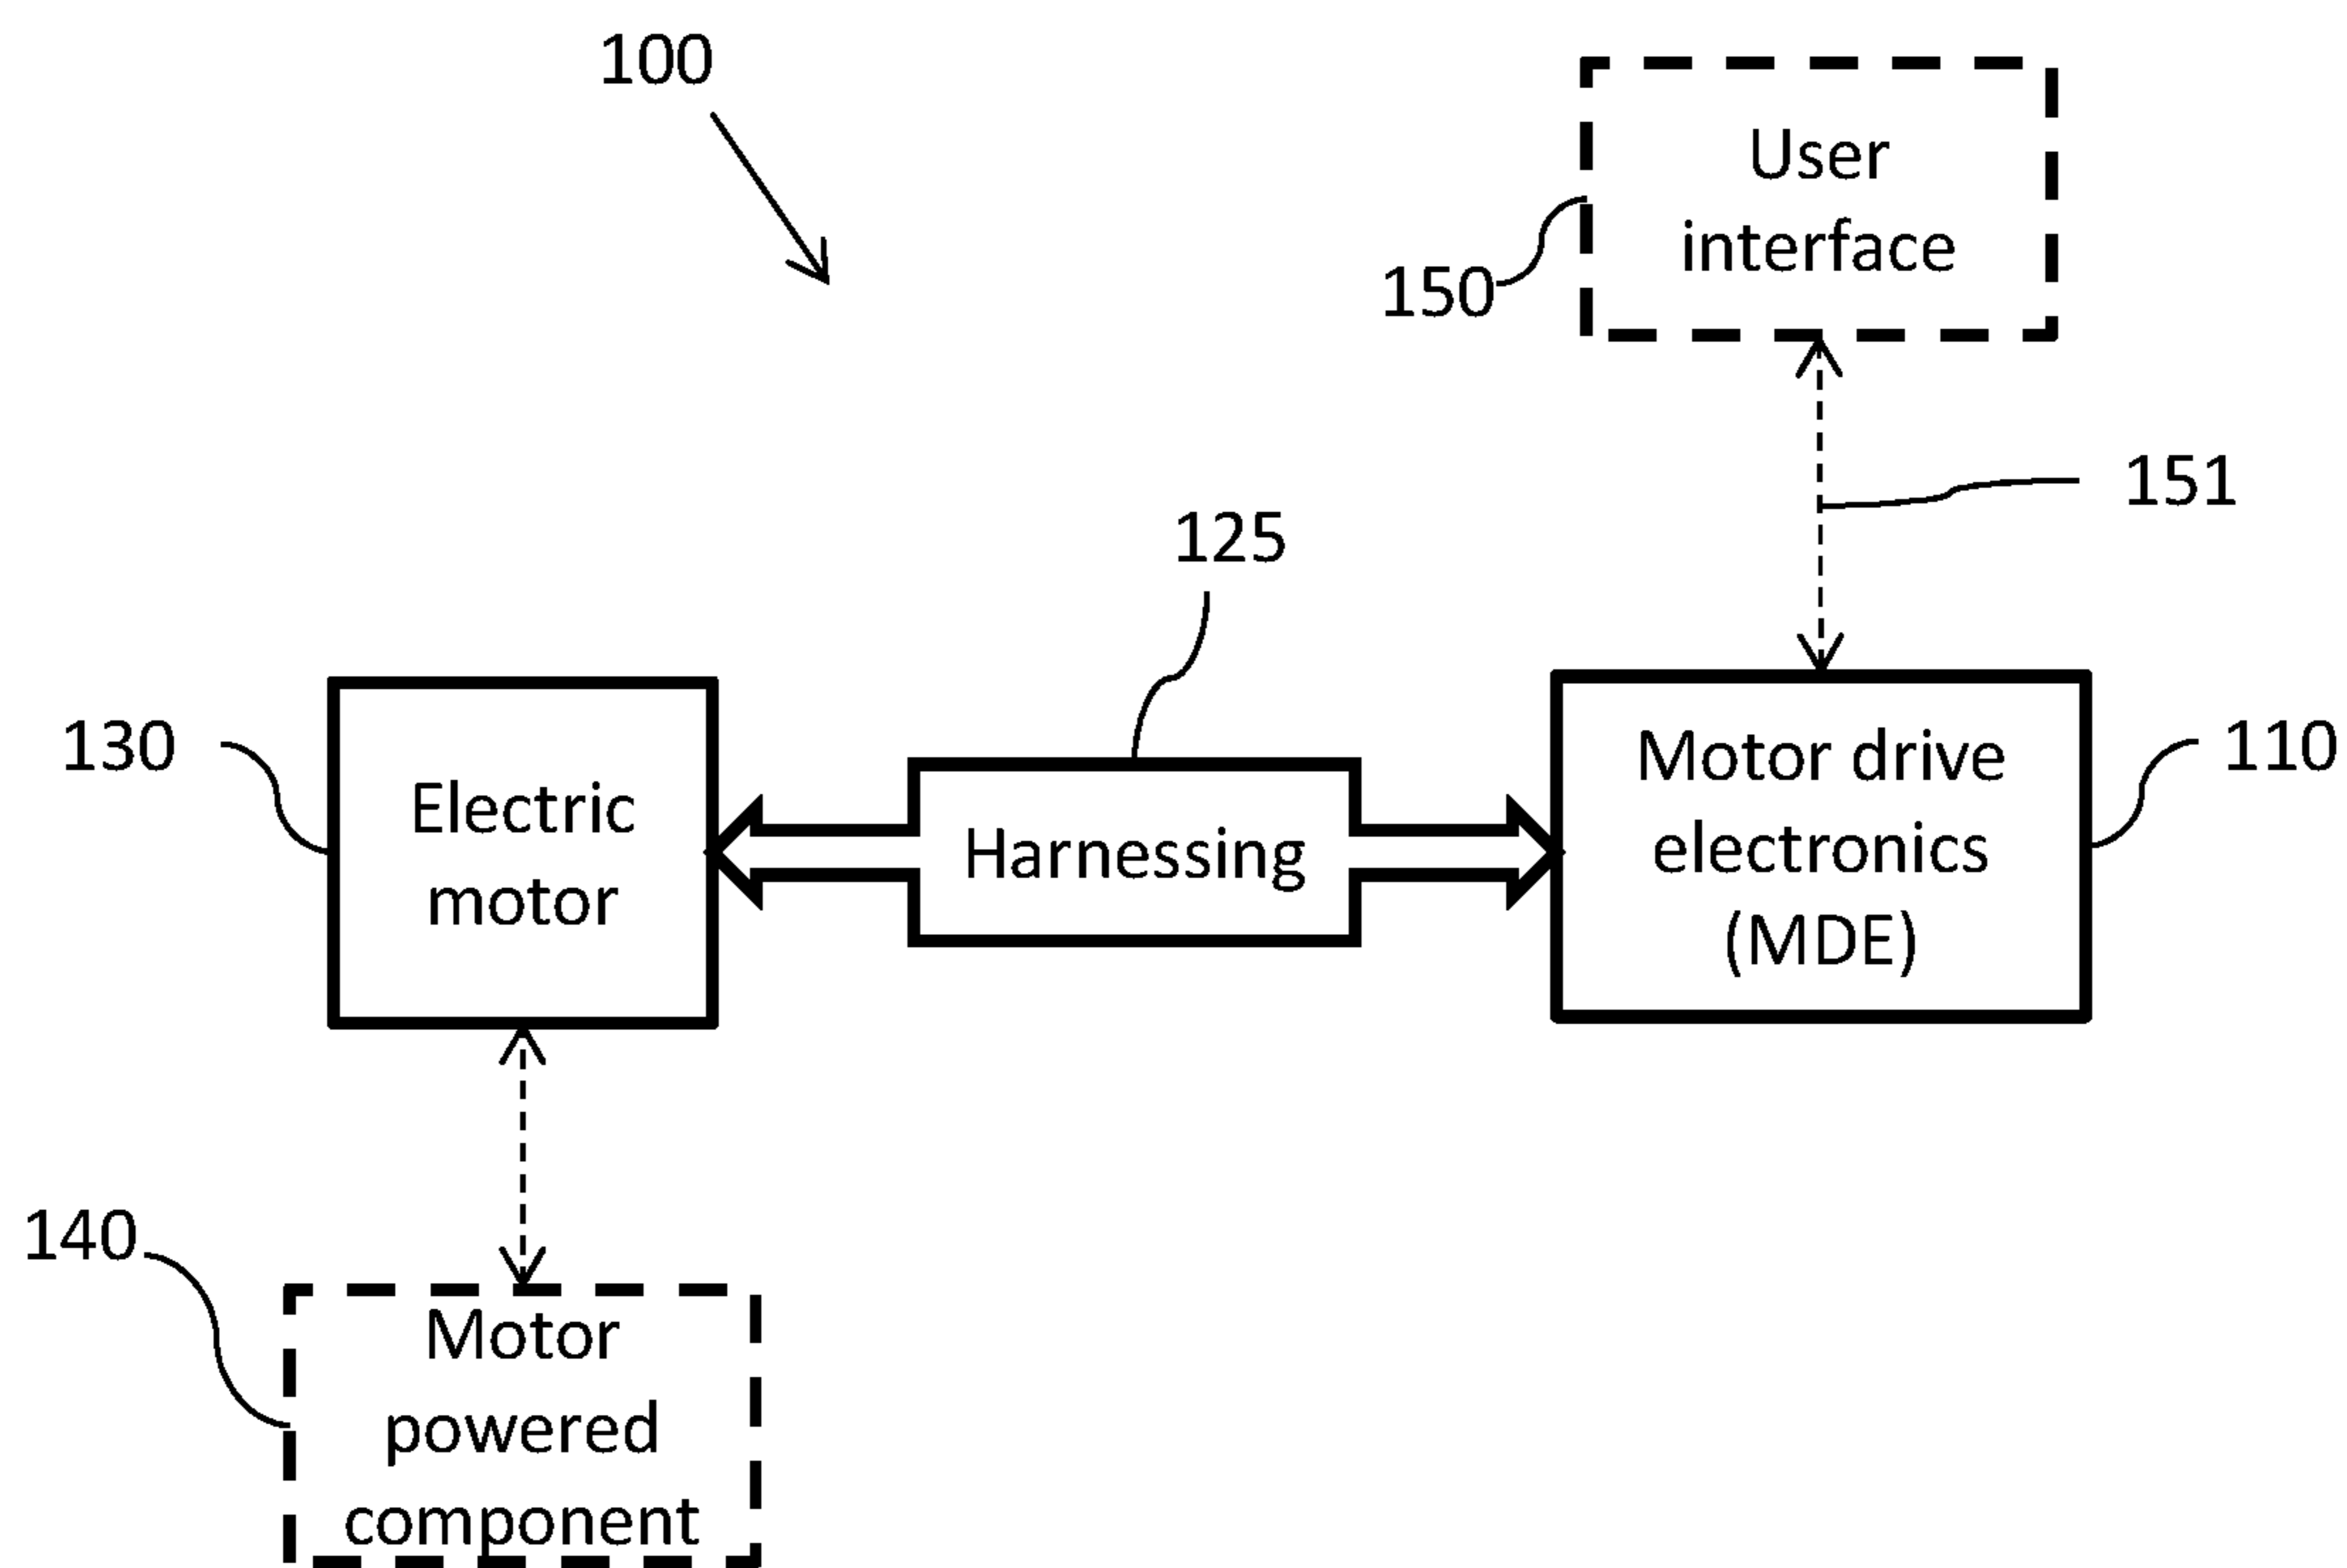 100
User
interface
150
151
125
130
Electric
motor
Harnessing
Motor drive
electronics
(MDE)
110
140
Motor
powered
component